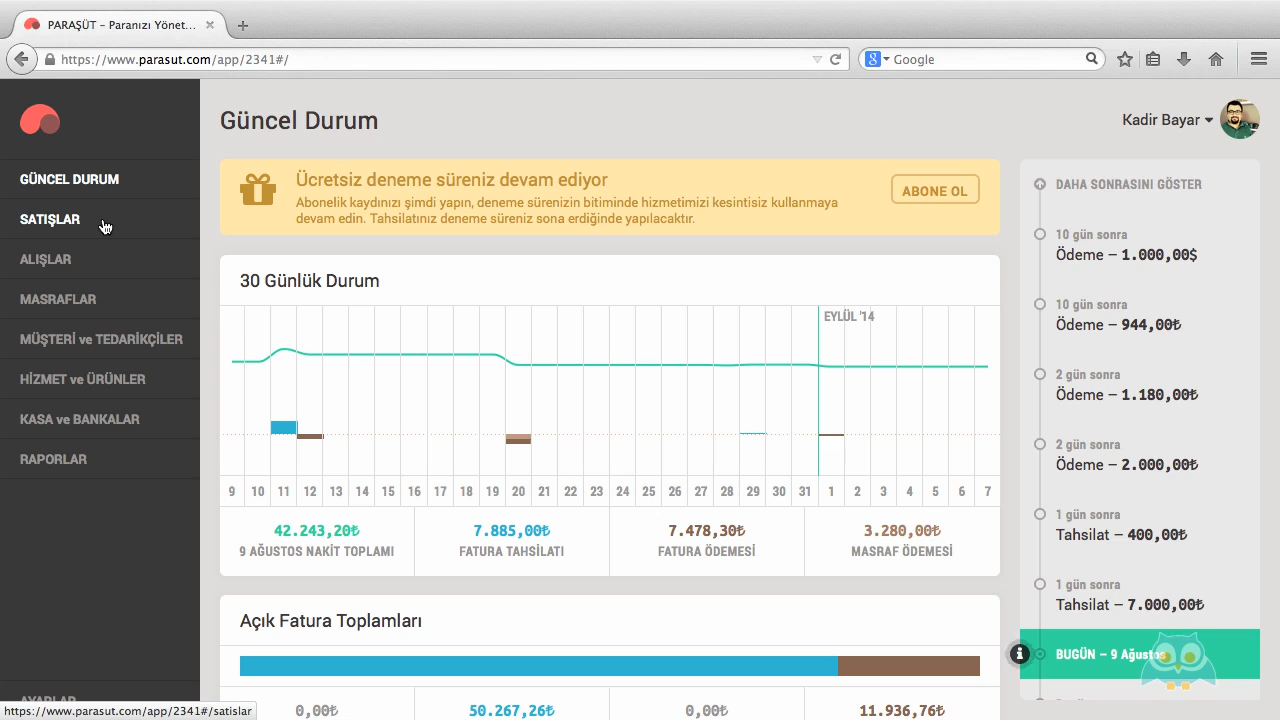 PARAŞÜT - Paranızı Yönet...
https://www.parasut.com/app/2341#/
Google
Güncel Durum
Kadir Bayar
GÜNCEL DURUM
SATIŞLAR
ALIŞLAR
MASRAFLAR
MÜŞTERİ ve TEDARİKÇİLER
HİZMET ve ÜRÜNLER
KASA ve BANKALAR
RAPORLAR
AYARLAR
https://www.parasut.com/app/2341#/satislar
Ücretsiz deneme süreniz devam ediyor
Abonelik kaydınızı şimdi yapın, deneme sürenizin bitiminde hizmetimizi kesintisiz kullanmaya
devam edin. Tahsilatınız deneme süreniz sona erdiğinde yapılacaktır.
ABONE OL
30 Günlük Durum
EYLÜL '14
9 10 11 12 13 14 15 16 17 18 19 20 21 22 23 24 25 26 27 28 29 30 31 1 2 3 4 5 6 7
42.243,20₺ 7.885,00₺ 7.478,30₺ 3.280,00₺
9 AĞUSTOS NAKİT TOPLAMI FATURA TAHSİLATI FATURA ÖDEMESİ MASRAF ÖDEMESİ
Açık Fatura Toplamları
0,00₺ 50.267,26₺ 0,00₺ 11.936,76₺
DAHA SONRASINI GÖSTER
10 gün sonra
Ödeme – 1.000,00$
10 gün sonra
Ödeme – 944,00₺
2 gün sonra
Ödeme – 1.180,00₺
2 gün sonra
Ödeme – 2.000,00₺
1 gün sonra
Tahsilat – 400,00₺
1 gün sonra
Tahsilat – 7.000,00₺
BUGÜN – 9 Ağustos